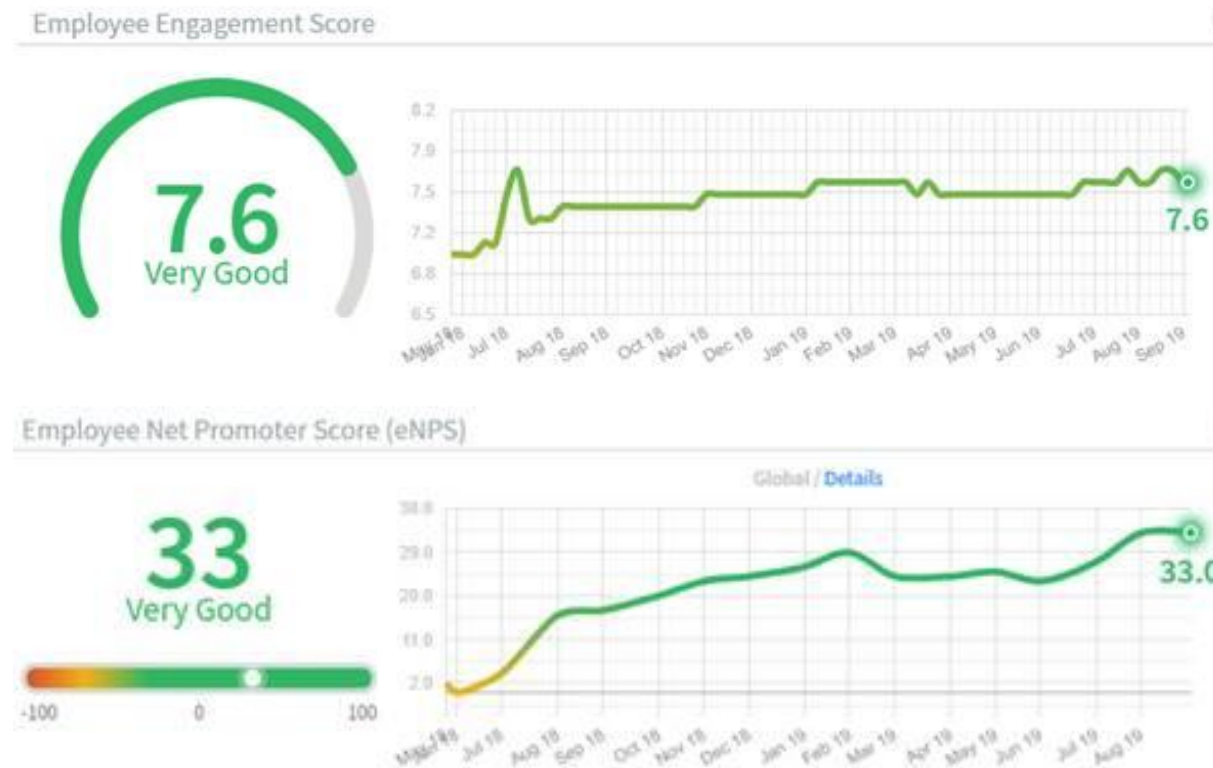 Employee Engagement Score
7.6
Very Good
8.2
7.9
7.5
7.2
6.8
6.5
7.6
Jul 18 Aug 18 Sep 18 Oct 18 Nov 18 Dec 18 Jan 19 Feb 19 Mar 19 Apr 19 May 19 Jun 19 Jul 19 Aug 19 Sep 19
Employee Net Promoter Score (eNPS)
33
Very Good
-100 0 100
Global / Details
38.0
29.0
20.0
11.0
2.0
33.0
Jul 18 Aug 18 Sep 18 Oct 18 Nov 18 Dec 18 Jan 19 Feb 19 Mar 19 Apr 19 May 19 Jun 19 Jul 19 Aug 19